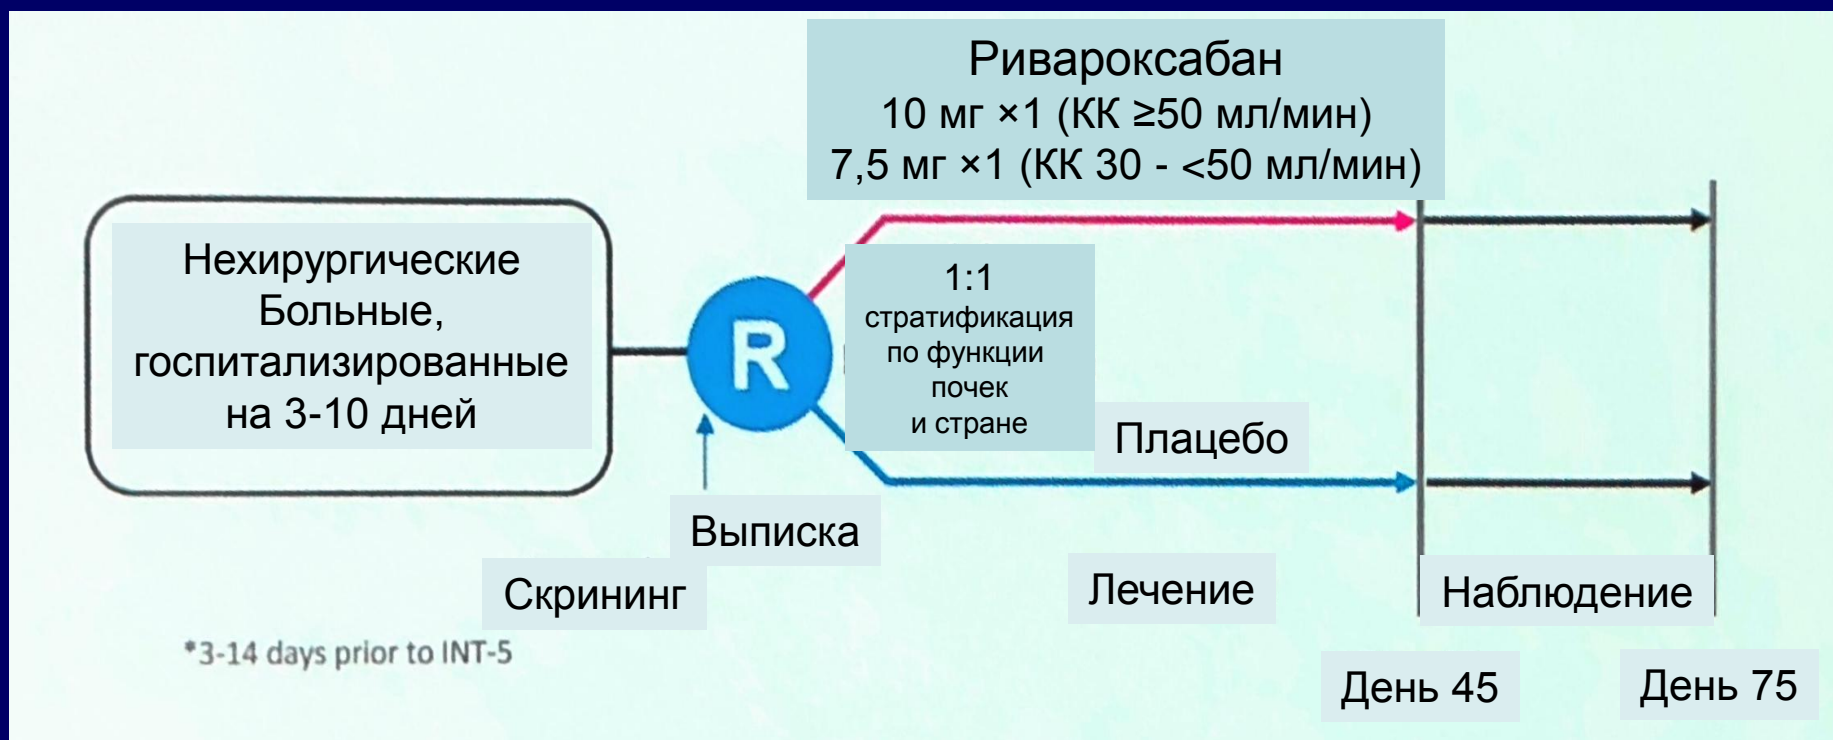 Ривароксабан
10 мг ×1 (КК ≥50 мл/мин)
7,5 мг ×1 (КК 30 - <50 мл/мин)
Нехирургические
Больные,
госпитализированные
на 3-10 дней
R
1:1
стратификация
по функции
почек
и стране
Плацебо
Выписка
Скрининг
Лечение
Наблюдение
*3-14 days prior to INT-5
День 45
День 75